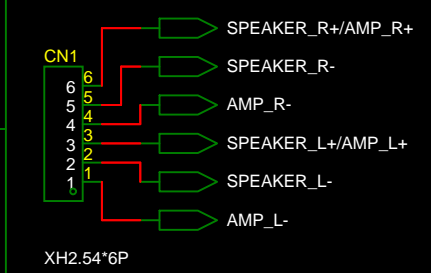 SPEAKER_R+/AMP_R+
CN1
SPEAKER_R-
6 6
5 5
AMP_R-
4 4
3 3
SPEAKER_L+/AMP_L+
2 2
SPEAKER_L-
1 1
AMP_L-
XH2.54*6P